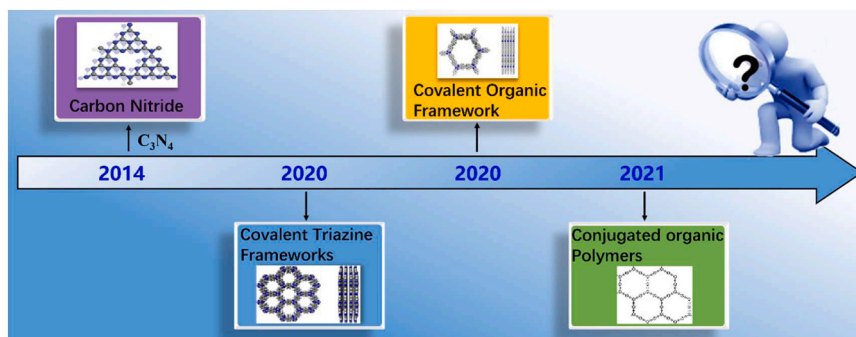 Carbon Nitride
Covalent Organic
Framework
?
C₃N₄
2014
2020
2020
2021
Covalent Triazine
Frameworks
Conjugated organic
Polymers